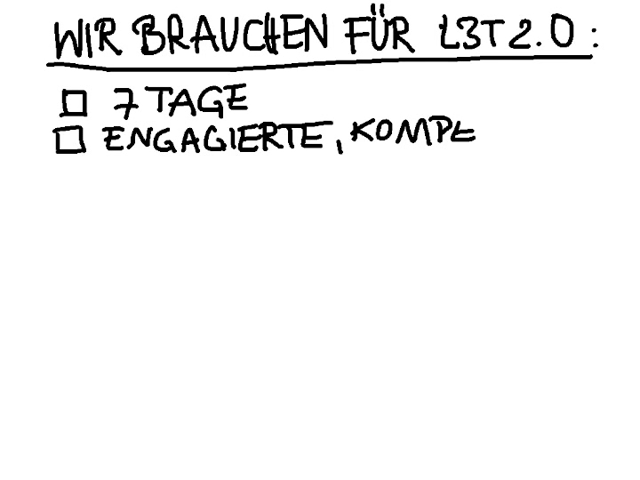 WIR BRAUCHEN FÜR L3T 2.0:
7 TAGE
ENGAGIERTE, KOMPE